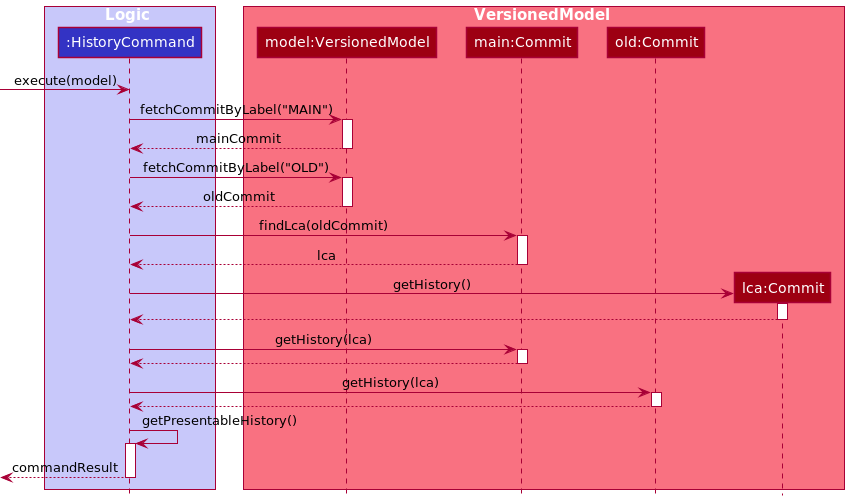 Logic
VersionedModel
:HistoryCommand
model:VersionedModel
main:Commit
old:Commit
execute(model)
fetchCommitByLabel("MAIN")
mainCommit
fetchCommitByLabel("OLD")
oldCommit
findLca(oldCommit)
lca
getHistory()
lca:Commit
getHistory(lca)
getHistory(lca)
getPresentableHistory()
commandResult